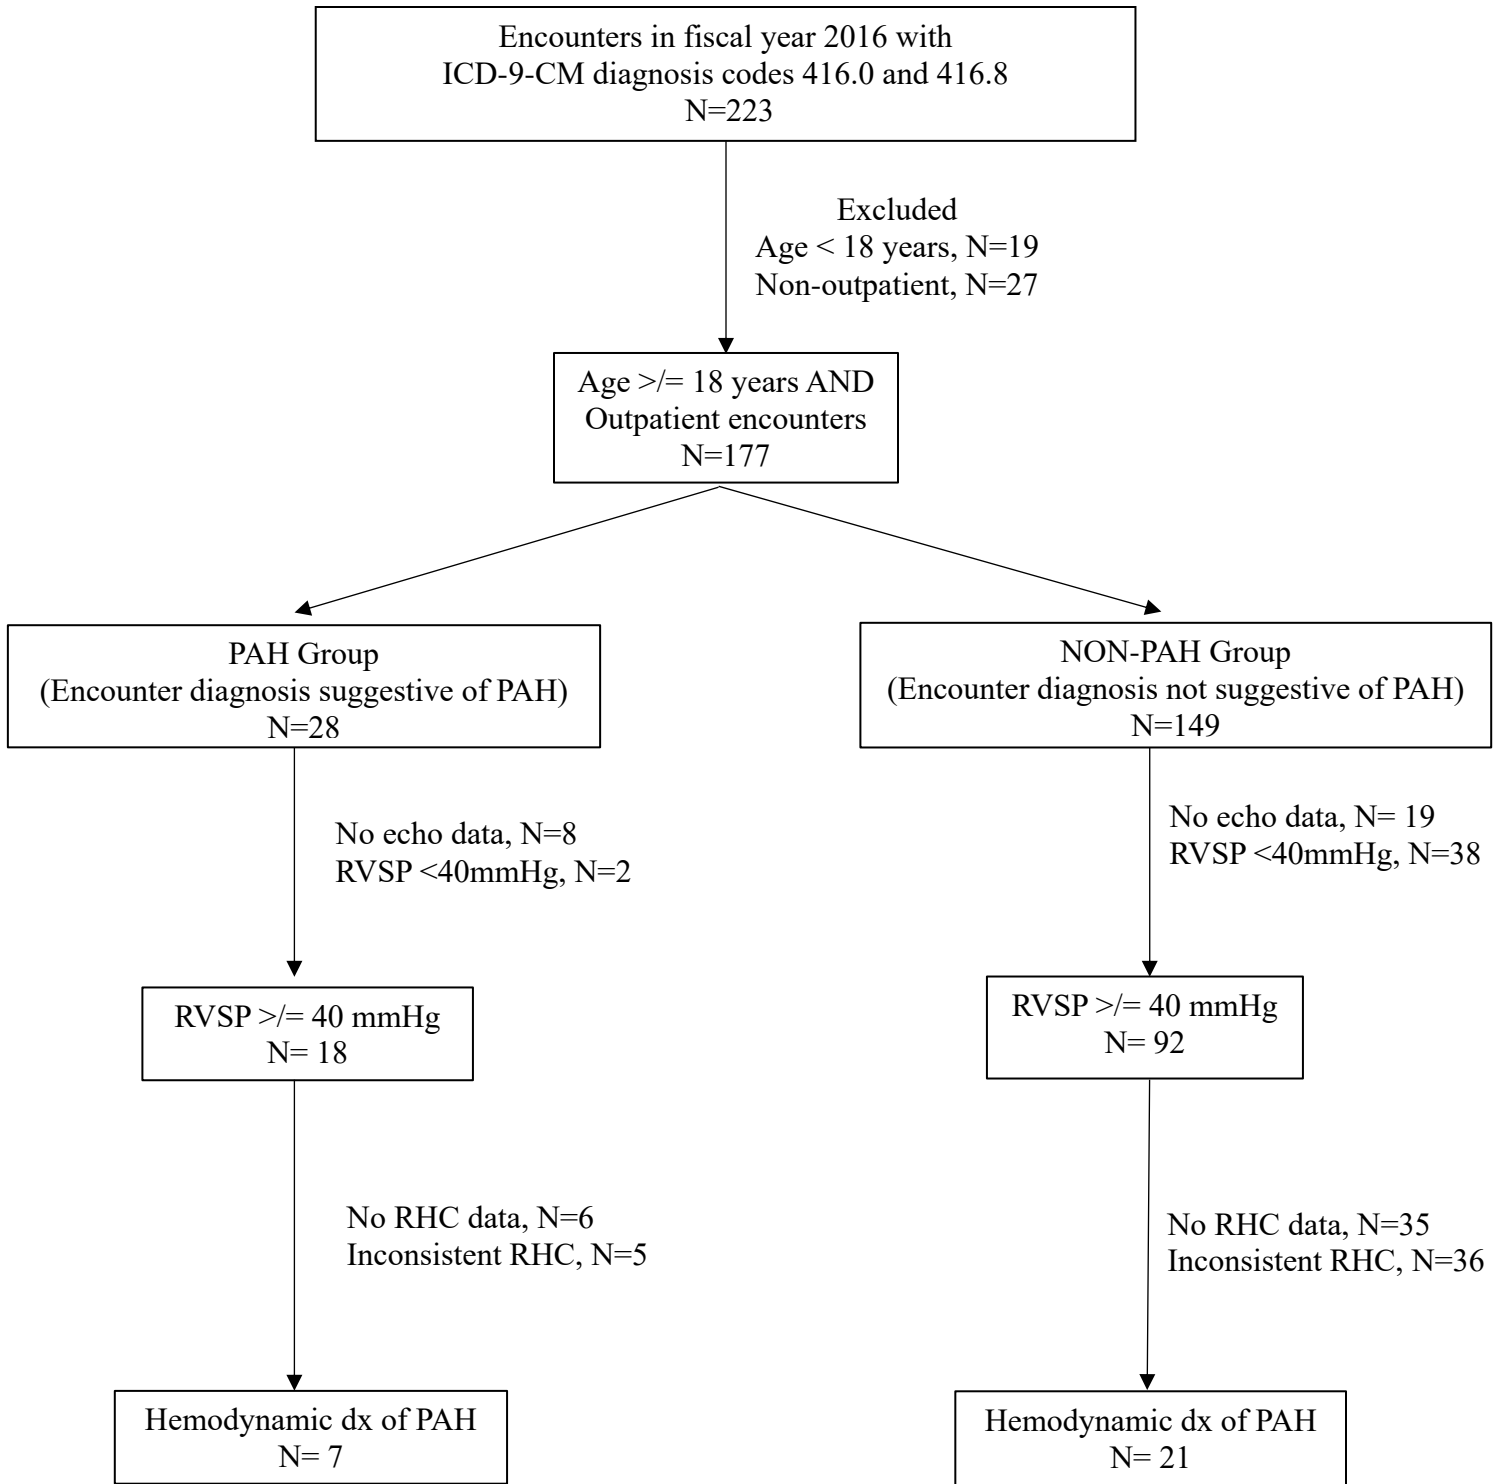 Encounters in fiscal year 2016 with
ICD-9-CM diagnosis codes 416.0 and 416.8
N=223
Excluded
Age < 18 years, N=19
Non-outpatient, N=27
Age >/= 18 years AND
Outpatient encounters
N=177
PAH Group
(Encounter diagnosis suggestive of PAH)
N=28
NON-PAH Group
(Encounter diagnosis not suggestive of PAH)
N=149
No echo data, N=8
RVSP <40mmHg, N=2
No echo data, N= 19
RVSP <40mmHg, N=38
RVSP >/= 40 mmHg
N= 18
RVSP >/= 40 mmHg
N= 92
No RHC data, N=6
Inconsistent RHC, N=5
No RHC data, N=35
Inconsistent RHC, N=36
Hemodynamic dx of PAH
N= 7
Hemodynamic dx of PAH
N= 21